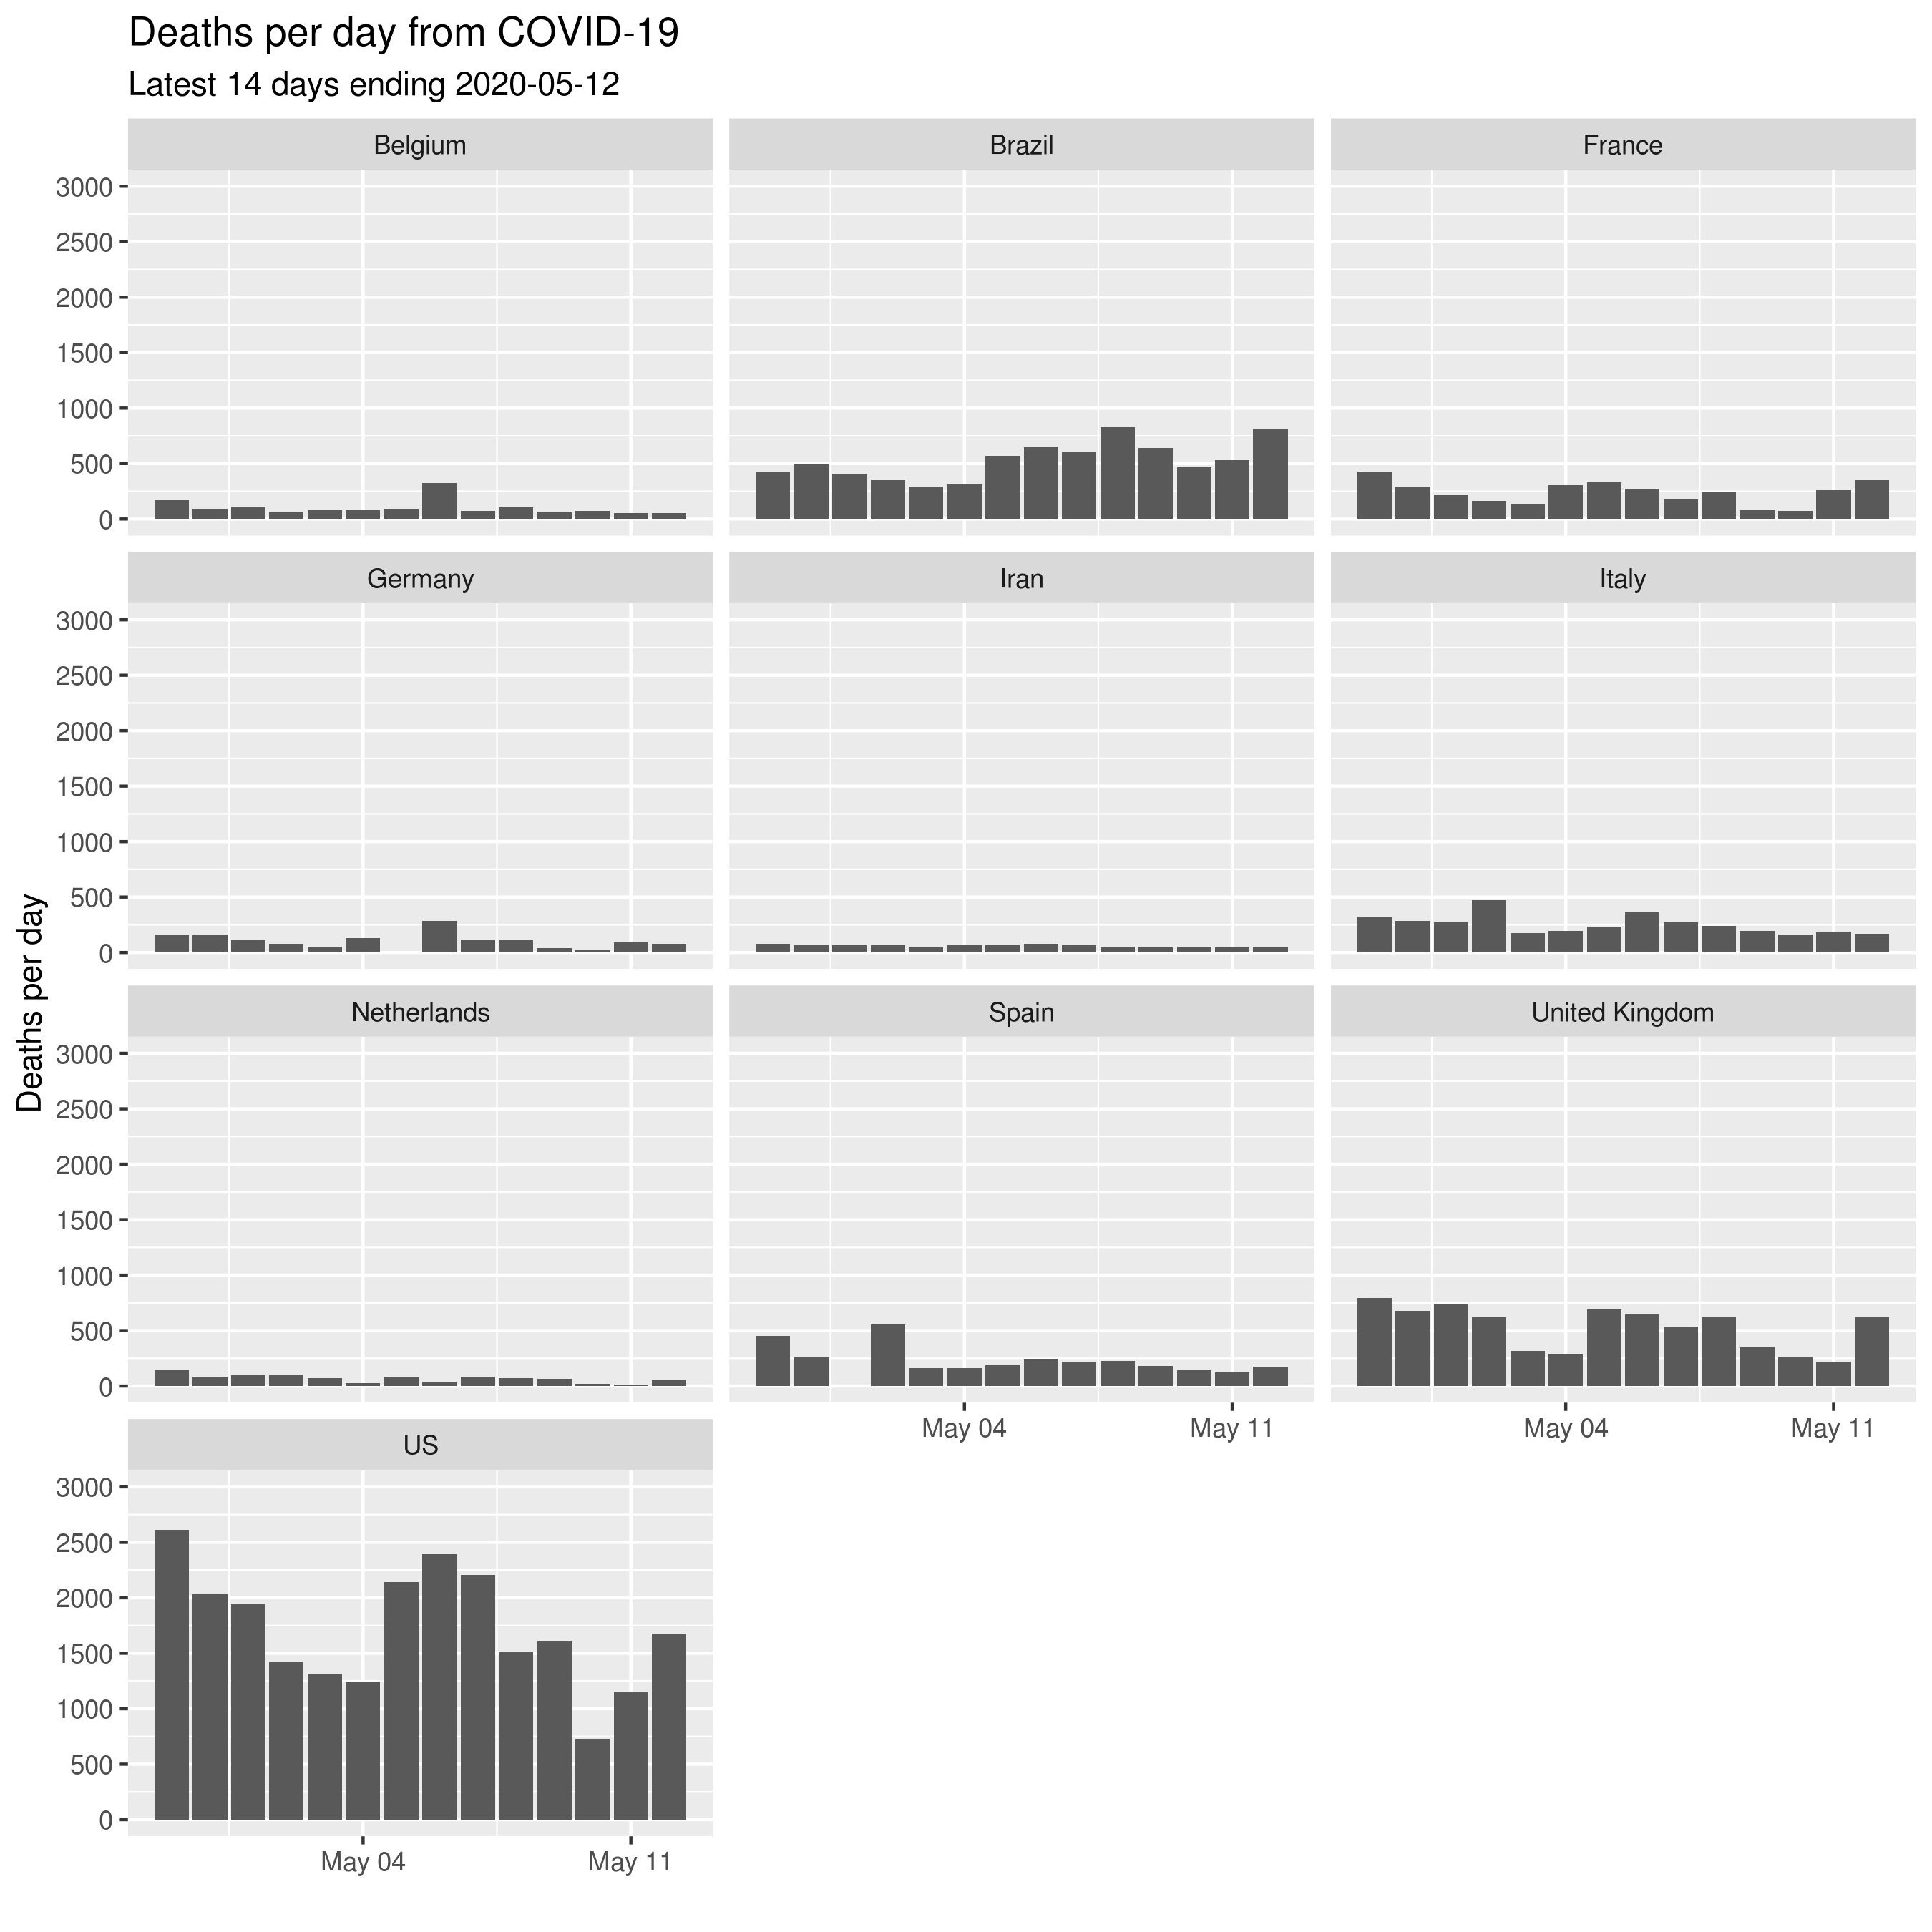 Deaths per day from COVID-19
Latest 14 days ending 2020-05-12
Belgium
Brazil
France
3000
2500
2000
1500
1000
500
0
Germany
Iran
Italy
3000
2500
2000
1500
1000
500
0
Deaths per day
Netherlands
Spain
United Kingdom
3000
2500
2000
1500
1000
500
0
May 04
May 11
May 04
May 11
US
3000
2500
2000
1500
1000
500
0
May 04
May 11